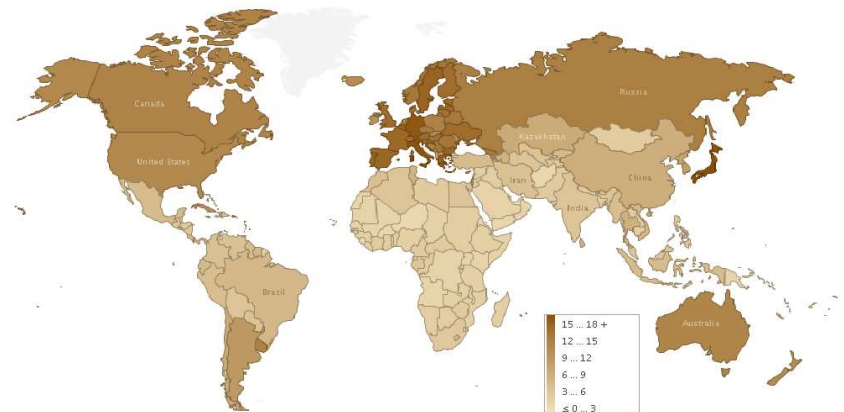 Canada
Russia
United States
Kazakhstan
China
Iran
India
Brazil
Australia
15 ... 18 +
12 ... 15
9 ... 12
6 ... 9
3 ... 6
≤ 0 ... 3